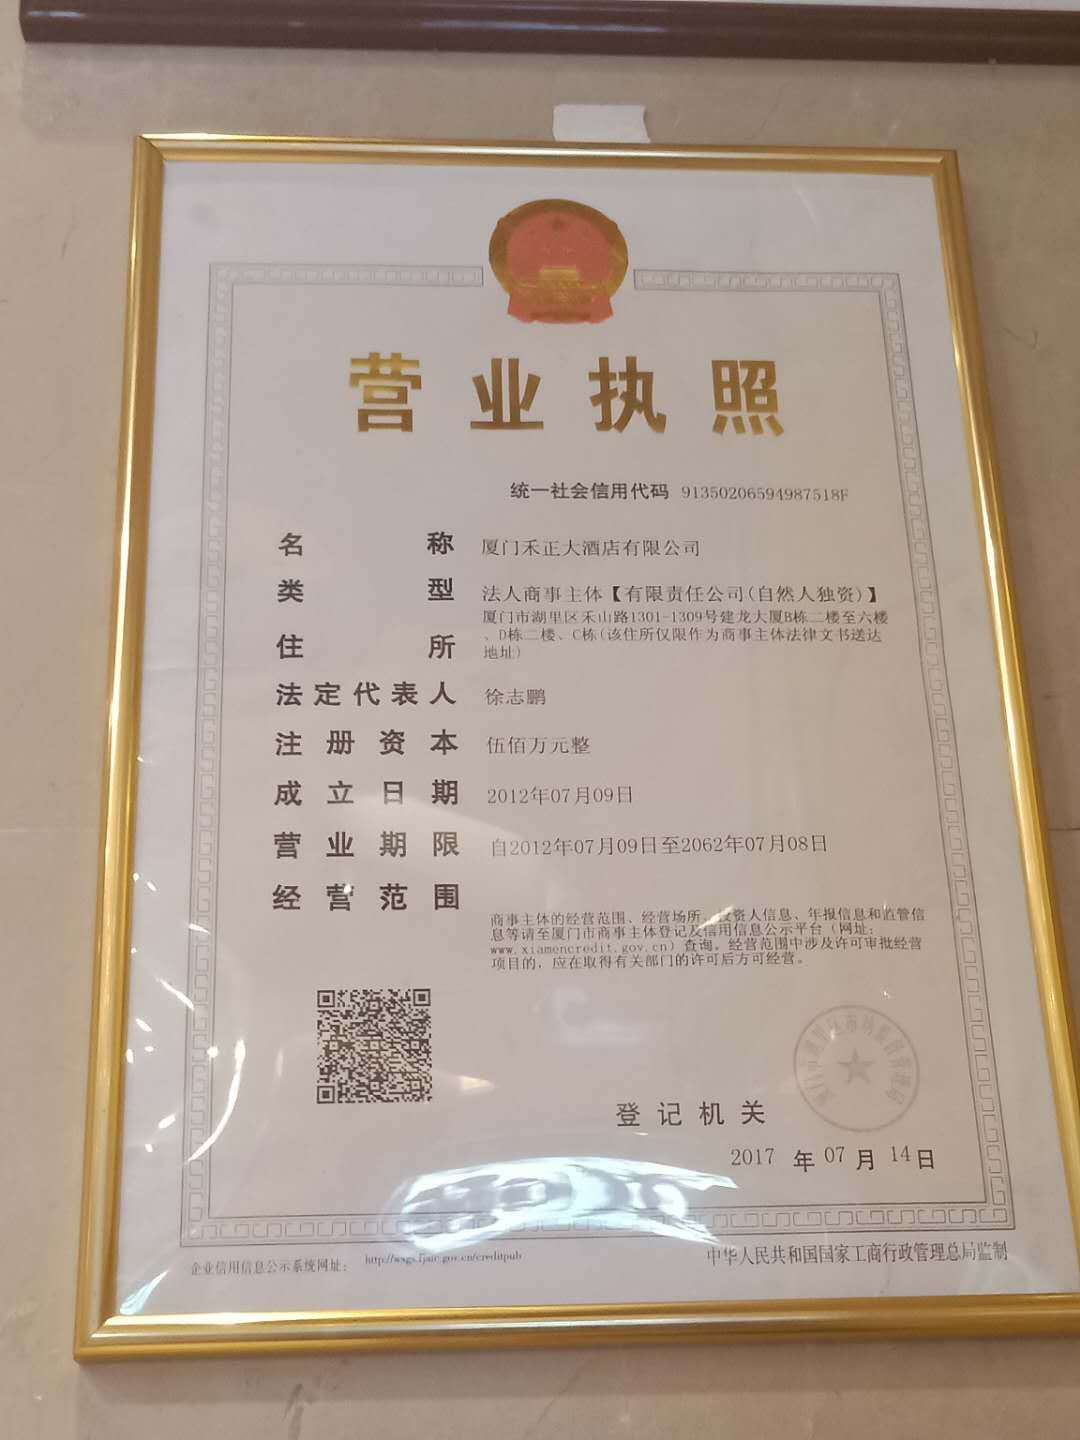 营业执照
统一社会信用代码 91350206594987518F
名称 厦门禾正大酒店有限公司
类型 法人商事主体【有限责任公司(自然人独资)】
住所 厦门市湖里区禾山路1301-1309号建龙大厦B栋二楼至六楼
、D栋二楼、C栋(该住所仅限作为商事主体法律文书送达
地址)
法定代表人 徐志鹏
注册资本 伍佰万元整
成立日期 2012年07月09日
营业期限 自2012年07月09日至2062年07月08日
经营范围
商事主体的经营范围、经营场所、投资人信息、年报信息和监管信
息等请至厦门市商事主体登记及信用信息公示平台（网址：
www.xiamencredit.gov.cn）查询。经营范围中涉及许可审批经营
项目的，应在取得有关部门的许可后方可经营。
登记机关
2017 年 07 月 14 日
企业信用信息公示系统网址： http://wsgs.fjaic.gov.cn/creditpub
中华人民共和国国家工商行政管理总局监制